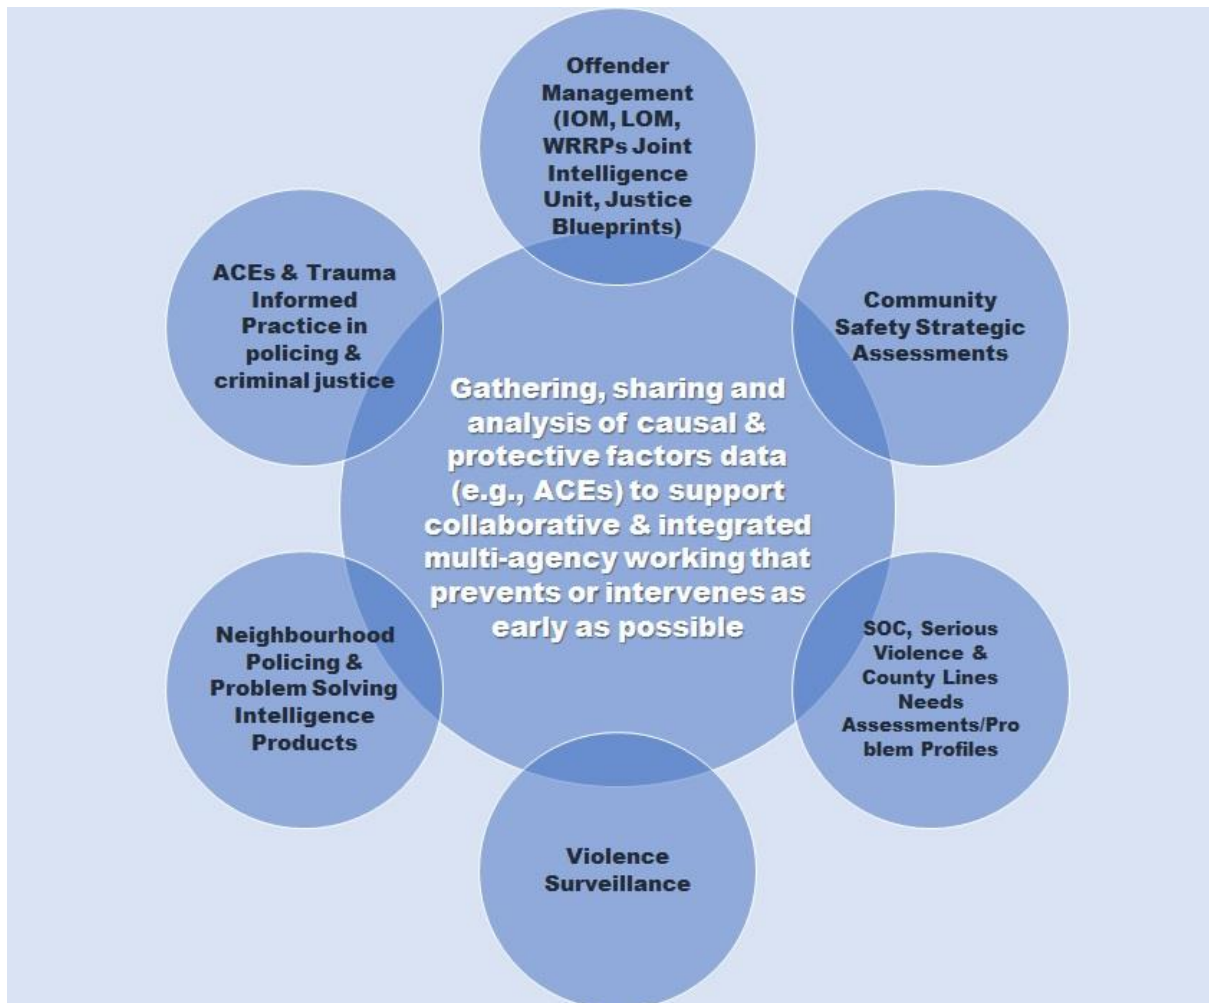 Offender
Management
(IOM, LOM,
WRRPs Joint
Intelligence
Unit, Justice
Blueprints)
ACEs & Trauma
Informed
Practice in
policing &
criminal justice
Community
Safety Strategic
Assessments
Gathering, sharing and
analysis of causal &
protective factors data
(e.g., ACEs) to support
collaborative & integrated
multi-agency working that
prevents or intervenes as
early as possible
Neighbourhood
Policing &
Problem Solving
Intelligence
Products
SOC, Serious
Violence &
County Lines
Needs
Assessments/Pro
blem Profiles
Violence
Surveillance